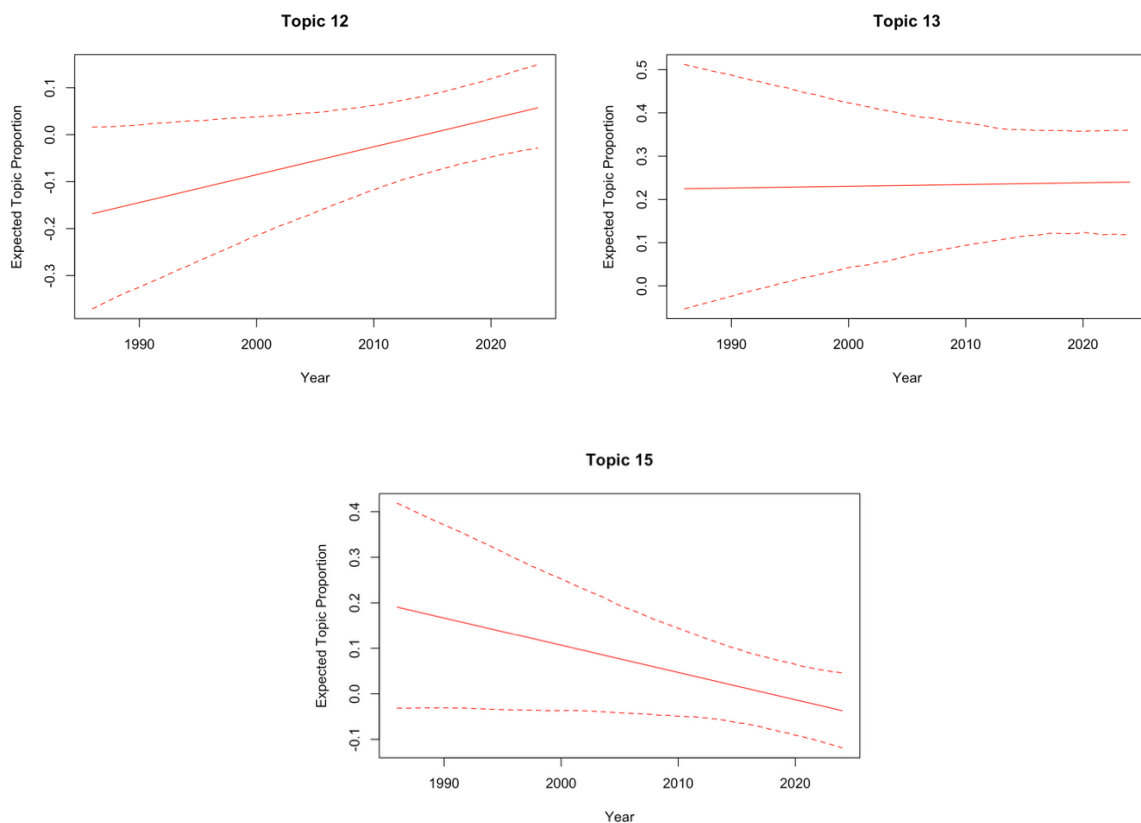 Topic 12
Expected Topic Proportion
0.1
0.0
-0.1
-0.2
-0.3
1990 2000 2010 2020
Year
Topic 13
Expected Topic Proportion
0.5
0.4
0.3
0.2
0.1
0.0
1990 2000 2010 2020
Year
Topic 15
Expected Topic Proportion
0.4
0.3
0.2
0.1
0.0
-0.1
1990 2000 2010 2020
Year